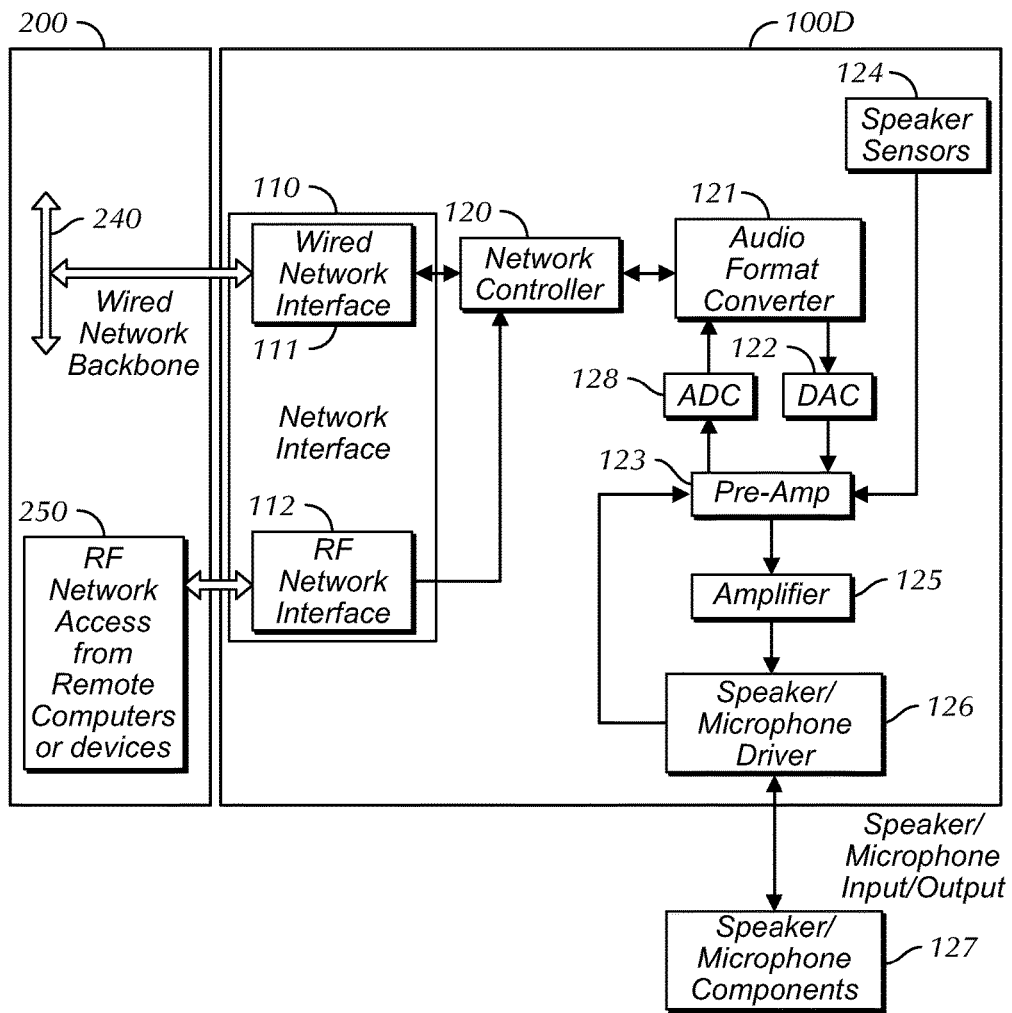 200
100D
124
Speaker
Sensors
110
240
120
121
Wired
Network
Interface
Network
Controller
Audio
Format
Converter
Wired
Network
Backbone
111
122
128
ADC
DAC
Network
Interface
123
Pre-Amp
250
112
RF
Network
Access
from
Remote
Computers
or devices
RF
Network
Interface
Amplifier
125
Speaker/
Microphone
Driver
126
Speaker/
Microphone
Input/Output
Speaker/
Microphone
Components
127